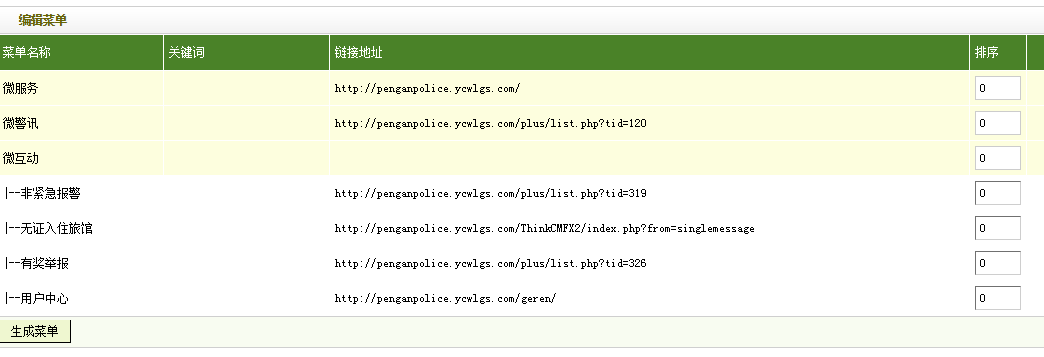 编辑菜单
菜单名称 关键词 链接地址 排序
微服务 http://penganpolice.ycwlgs.com/ 0
微警讯 http://penganpolice.ycwlgs.com/plus/list.php?tid=120 0
微互动 0
|--非紧急报警 http://penganpolice.ycwlgs.com/plus/list.php?tid=319 0
|--无证入住旅馆 http://penganpolice.ycwlgs.com/ThinkCMFX2/index.php?from=singlemessage 0
|--有奖举报 http://penganpolice.ycwlgs.com/plus/list.php?tid=326 0
|--用户中心 http://penganpolice.ycwlgs.com/geren/ 0
生成菜单